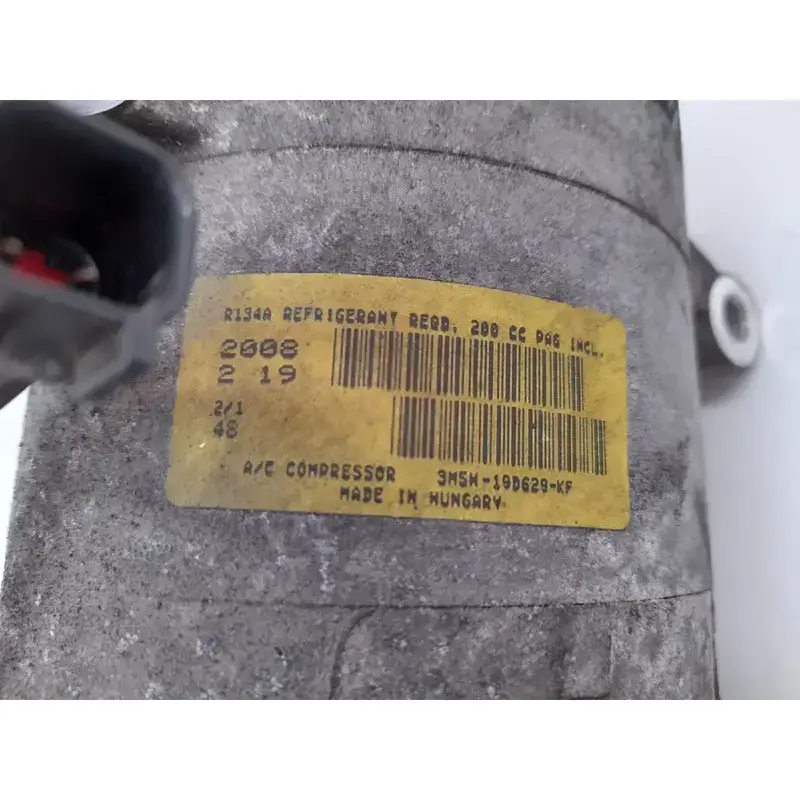 R134A REFRIGERANT REQD. 200 CC PAG INCL.
2008
2 19
2/1
48
A/C COMPRESSOR 3M5H-19D629-KF
MADE IN HUNGARY